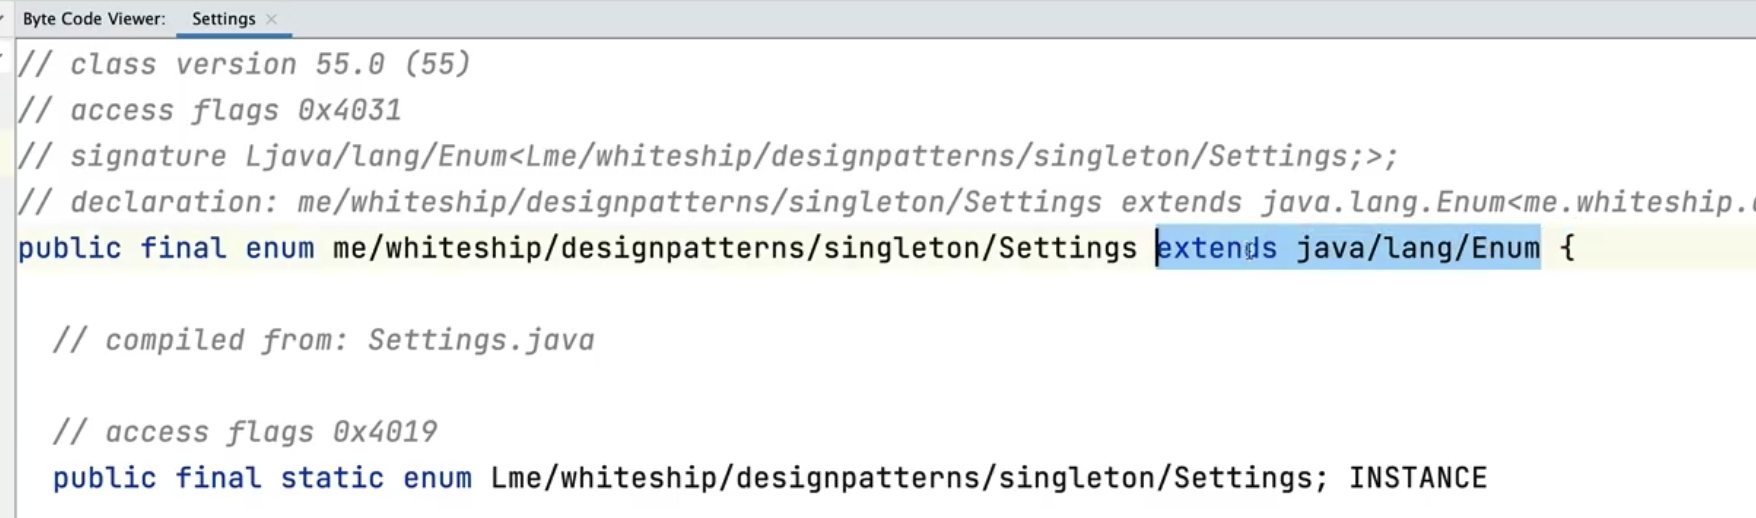 Byte Code Viewer: Settings
// class version 55.0 (55)
// access flags 0x4031
// signature Ljava/lang/Enum<Lme/whiteship/designpatterns/singleton/Settings;>;
// declaration: me/whiteship/designpatterns/singleton/Settings extends java.lang.Enum<me.whiteship.
public final enum me/whiteship/designpatterns/singleton/Settings extends java/lang/Enum {
// compiled from: Settings.java
// access flags 0x4019
public final static enum Lme/whiteship/designpatterns/singleton/Settings; INSTANCE